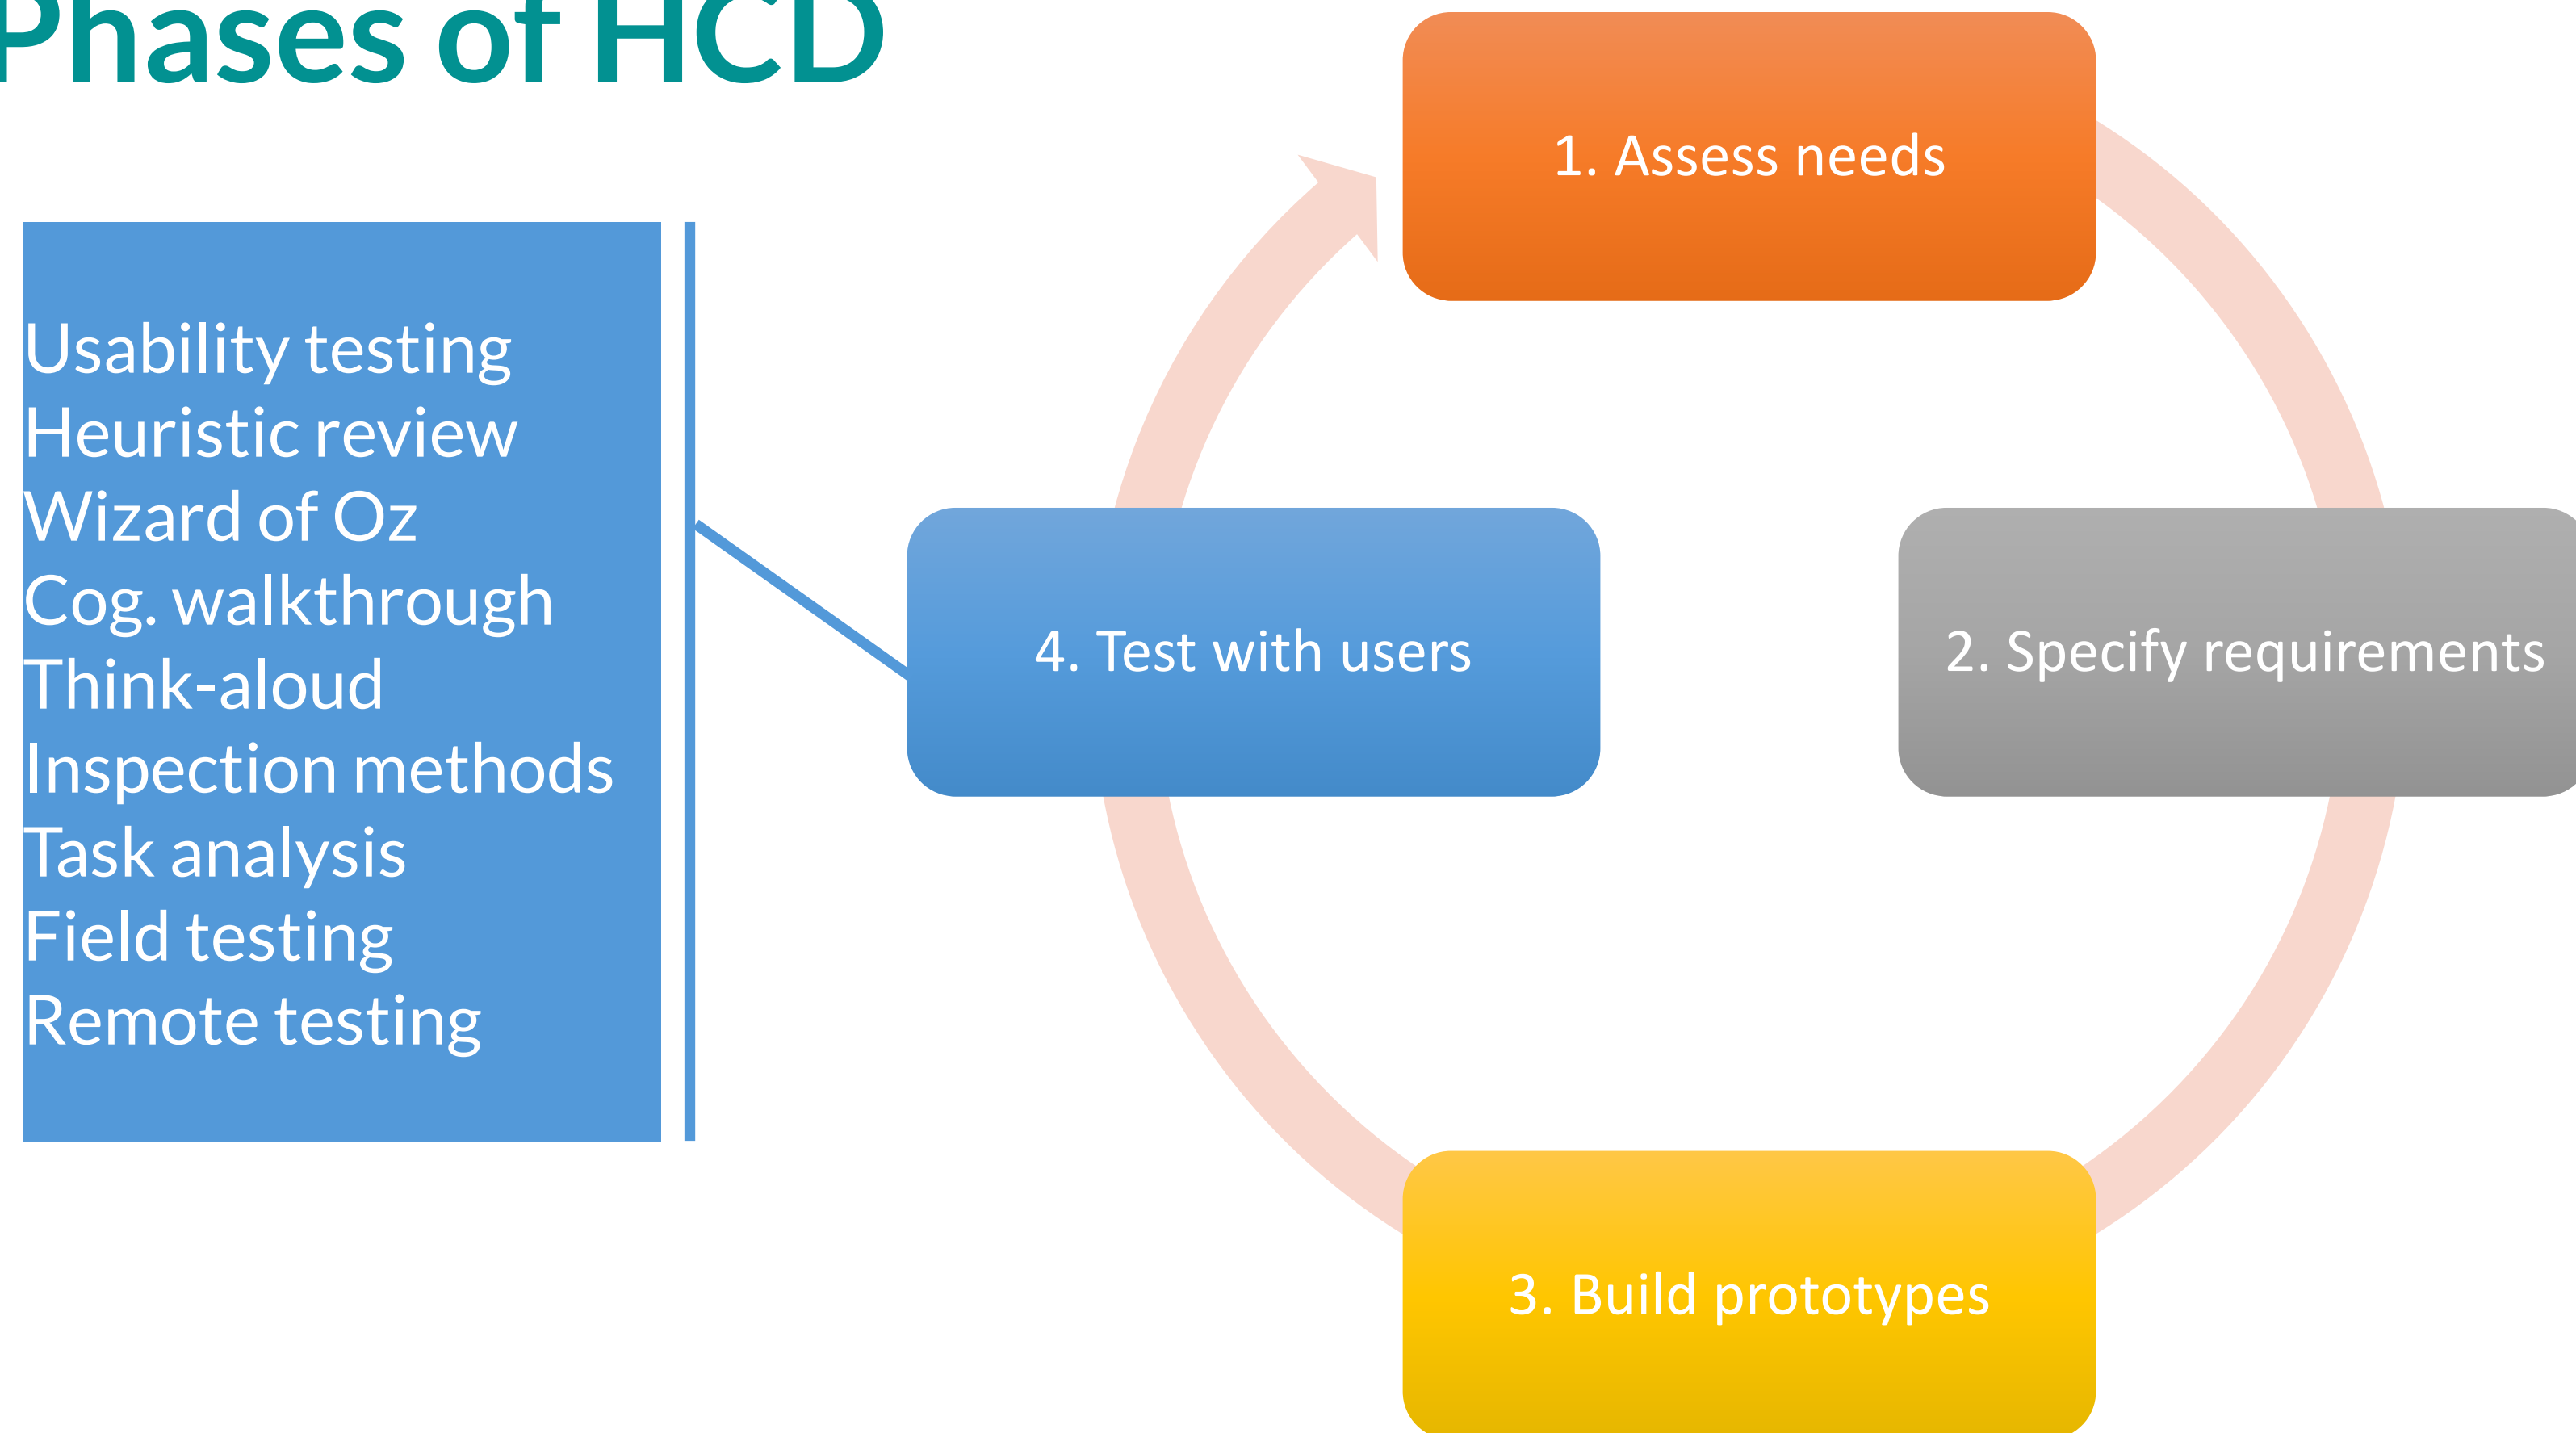 Phases of HCD
Usability testing
Heuristic review
Wizard of Oz
Cog. walkthrough
Think-aloud
Inspection methods
Task analysis
Field testing
Remote testing
1. Assess needs
2. Specify requirements
3. Build prototypes
4. Test with users